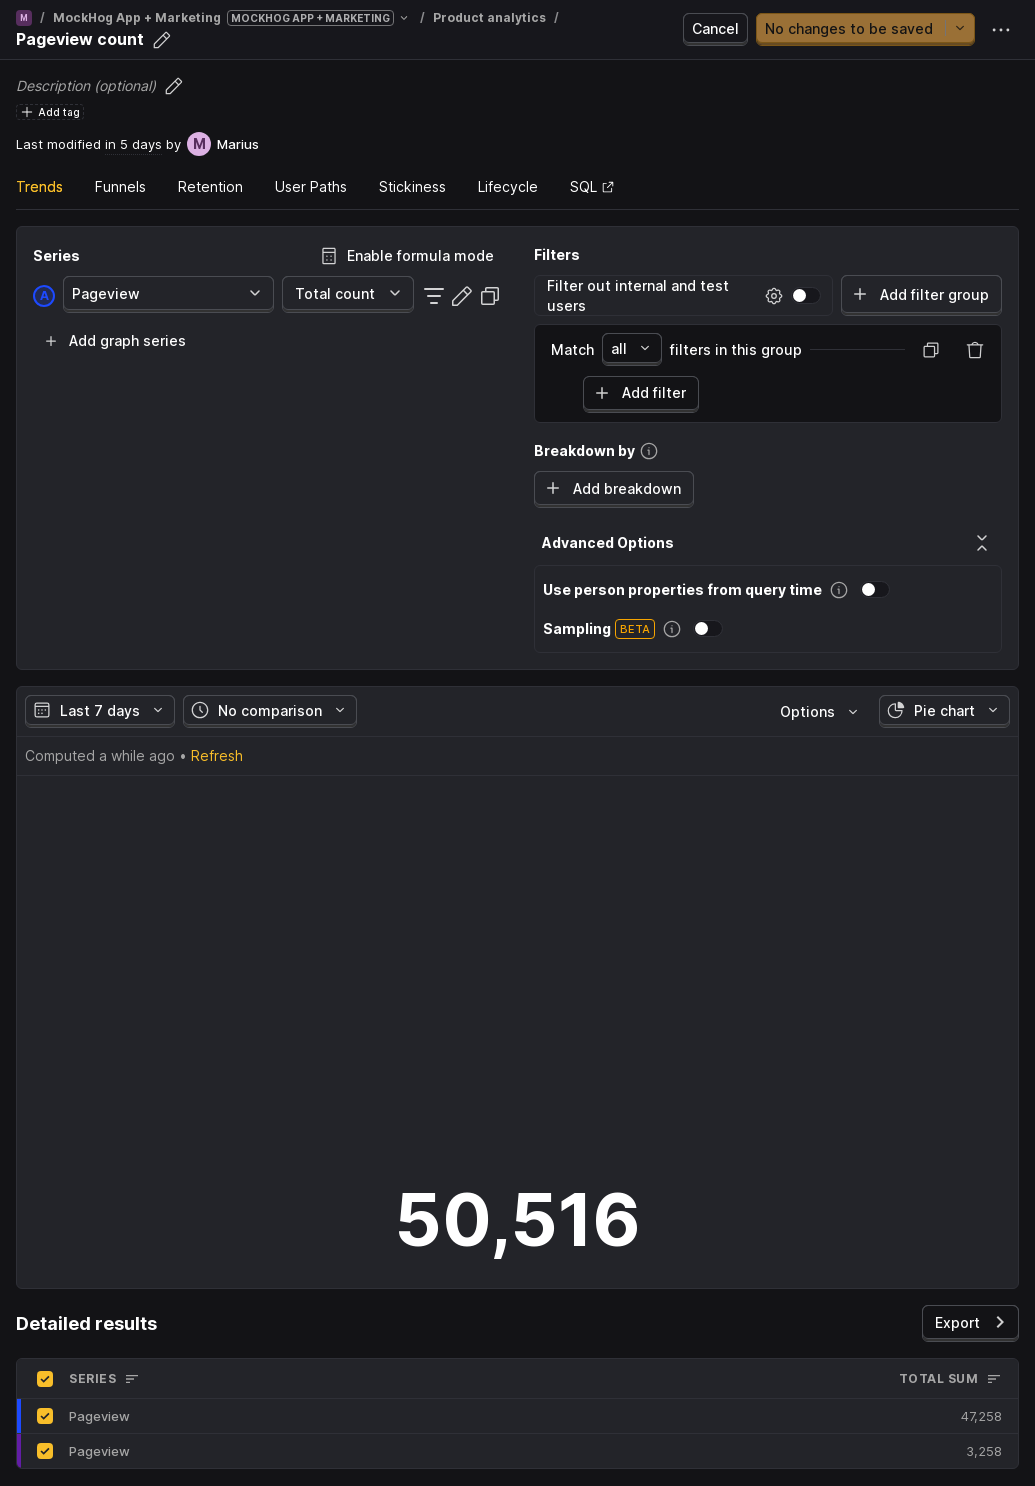 M / MockHog App + Marketing MOCKHOG APP + MARKETING / Product analytics /
Pageview count
Cancel
No changes to be saved
Description (optional)
Add tag
Last modified in 5 days by M Marius
Trends Funnels Retention User Paths Stickiness Lifecycle SQL
Series
Enable formula mode
A Pageview Total count
Add graph series
Filters
Filter out internal and test
users
Add filter group
Match all filters in this group
Add filter
Breakdown by
Add breakdown
Advanced Options
Use person properties from query time
Sampling BETA
Last 7 days No comparison Options Pie chart
Computed a while ago • Refresh
50,516
Detailed results
Export
SERIES TOTAL SUM
Pageview 47,258
Pageview 3,258